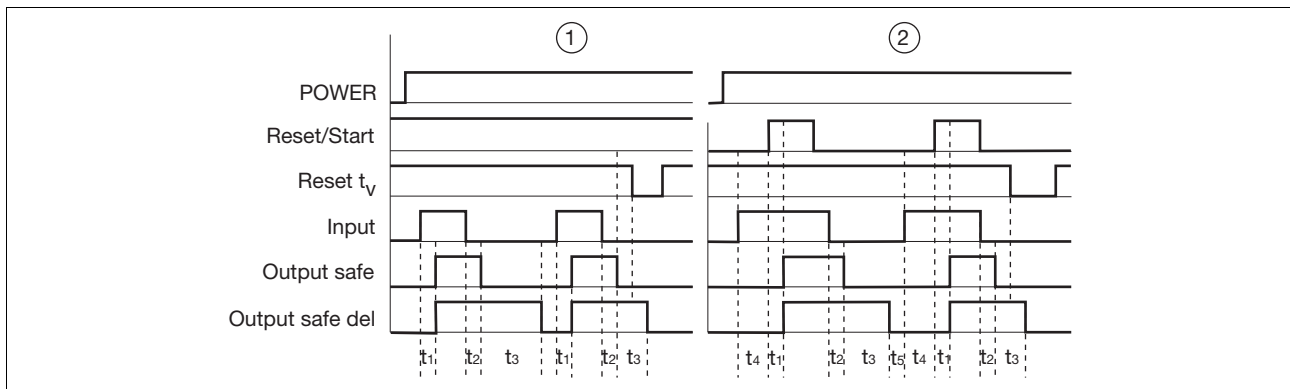 1
2
POWER
Reset/Start
Reset tV
Input
Output safe
Output safe del
t1 t2 t3 t1 t2 t3 t4 t1 t2 t3 t5 t4 t1 t2 t3